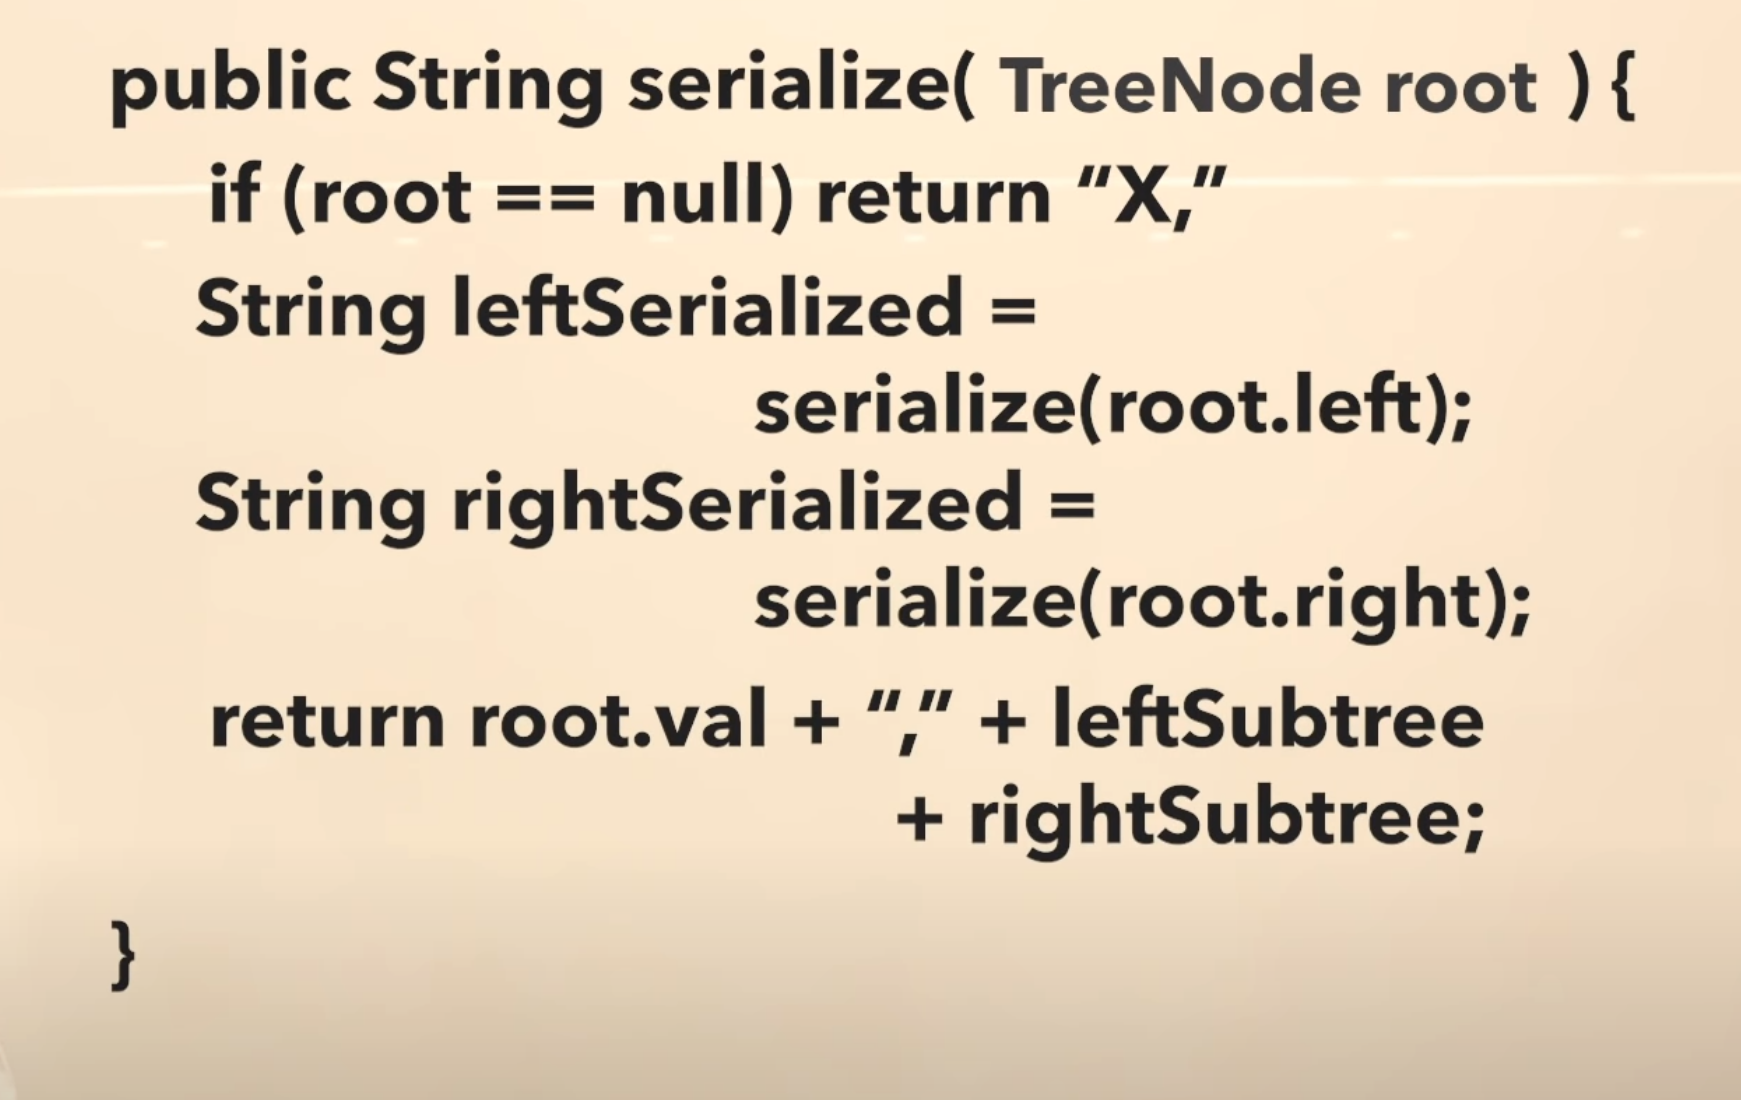 public String serialize( TreeNode root ) {
if (root == null) return “X,”
String leftSerialized =
serialize(root.left);
String rightSerialized =
serialize(root.right);
return root.val + “,” + leftSubtree
+ rightSubtree;
}